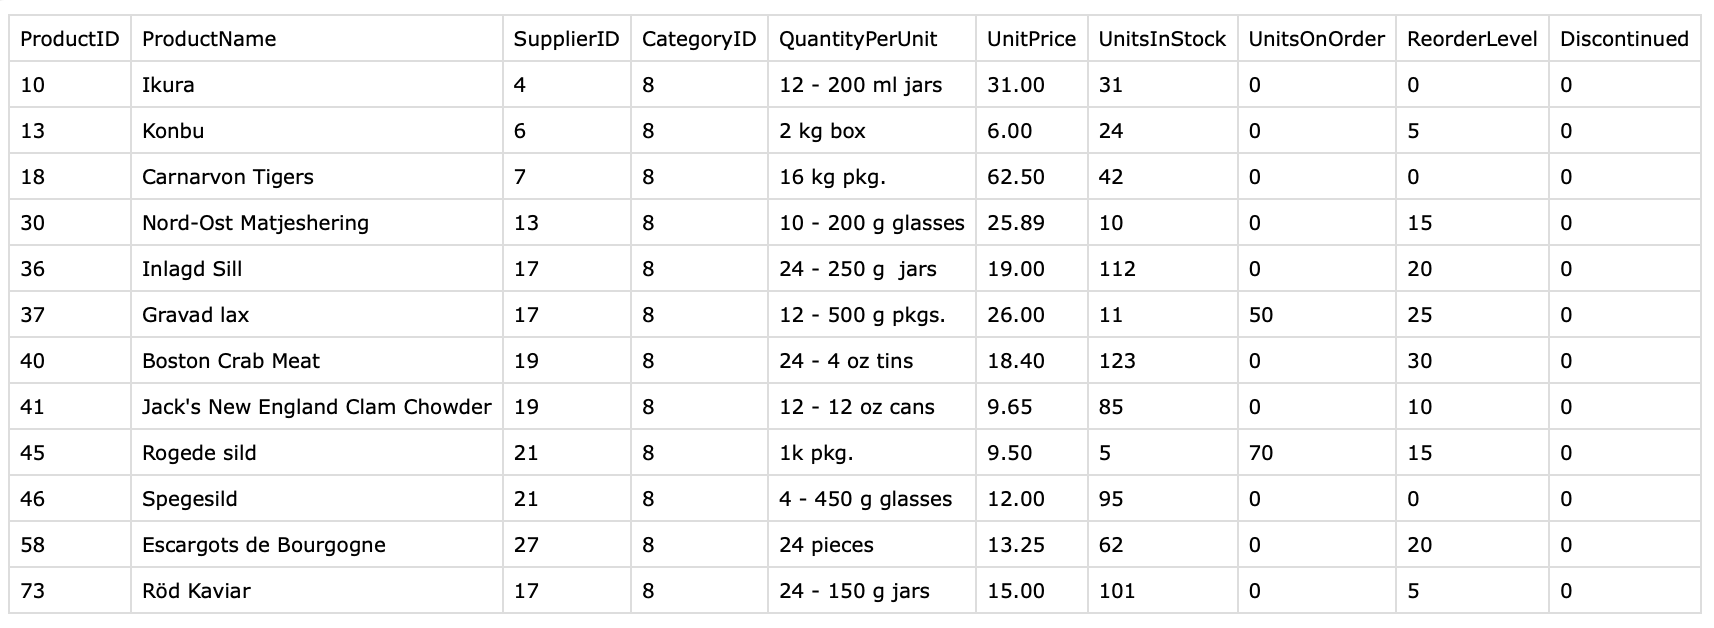 ProductID ProductName SupplierID CategoryID QuantityPerUnit UnitPrice UnitsInStock UnitsOnOrder ReorderLevel Discontinued
10 Ikura 4 8 12 - 200 ml jars 31.00 31 0 0 0
13 Konbu 6 8 2 kg box 6.00 24 0 5 0
18 Carnarvon Tigers 7 8 16 kg pkg. 62.50 42 0 0 0
30 Nord-Ost Matjeshering 13 8 10 - 200 g glasses 25.89 10 0 15 0
36 Inlagd Sill 17 8 24 - 250 g  jars 19.00 112 0 20 0
37 Gravad lax 17 8 12 - 500 g pkgs. 26.00 11 50 25 0
40 Boston Crab Meat 19 8 24 - 4 oz tins 18.40 123 0 30 0
41 Jack's New England Clam Chowder 19 8 12 - 12 oz cans 9.65 85 0 10 0
45 Rogede sild 21 8 1k pkg. 9.50 5 70 15 0
46 Spegesild 21 8 4 - 450 g glasses 12.00 95 0 0 0
58 Escargots de Bourgogne 27 8 24 pieces 13.25 62 0 20 0
73 Röd Kaviar 17 8 24 - 150 g jars 15.00 101 0 5 0